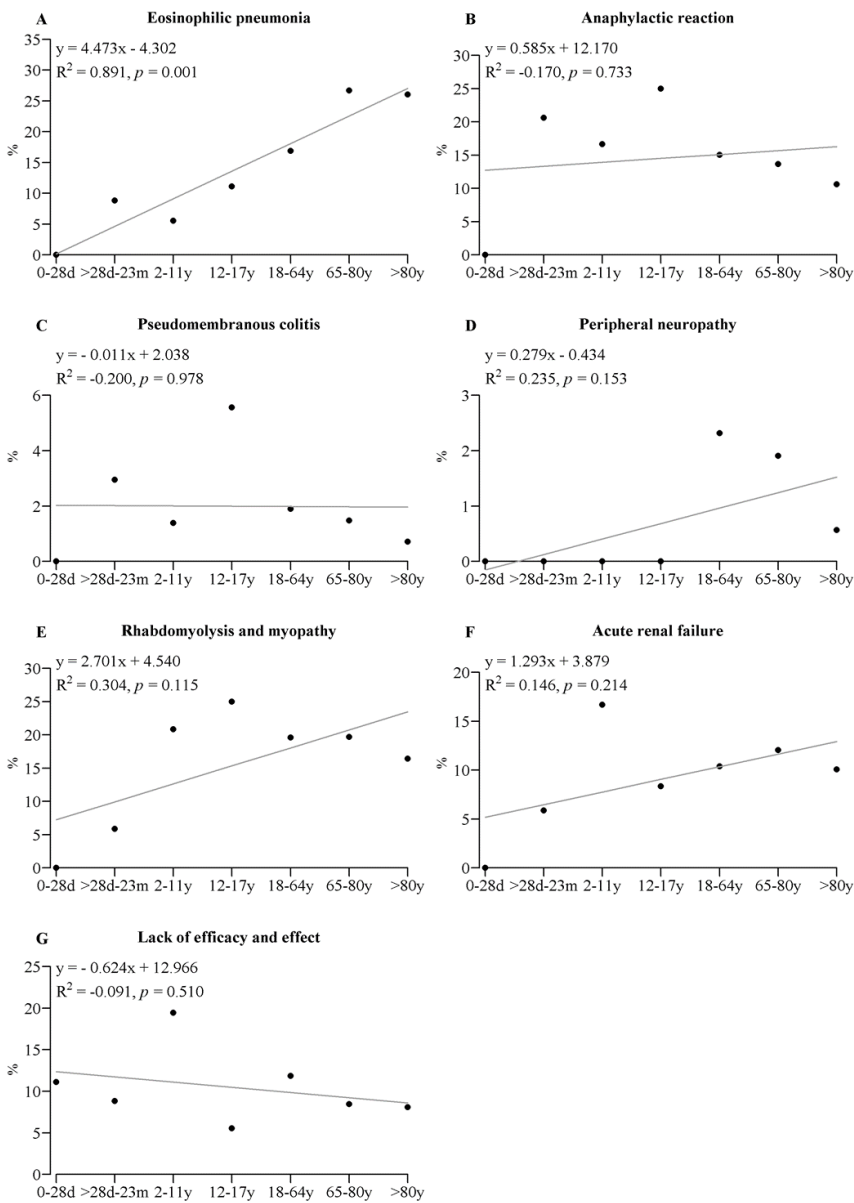 A Eosinophilic pneumonia
y = 4.473x - 4.302
R² = 0.891, p = 0.001
35
30
25
20
15
10
5
0
%
0-28d >28d-23m 2-11y 12-17y 18-64y 65-80y >80y
B Anaphylactic reaction
y = 0.585x + 12.170
R² = -0.170, p = 0.733
30
25
20
15
10
5
0
%
0-28d >28d-23m 2-11y 12-17y 18-64y 65-80y >80y
C Pseudomembranous colitis
y = - 0.011x + 2.038
R² = -0.200, p = 0.978
6
4
2
0
%
0-28d >28d-23m 2-11y 12-17y 18-64y 65-80y >80y
D Peripheral neuropathy
y = 0.279x - 0.434
R² = 0.235, p = 0.153
3
2
1
0
%
0-28d >28d-23m 2-11y 12-17y 18-64y 65-80y >80y
E Rhabdomyolysis and myopathy
y = 2.701x + 4.540
R² = 0.304, p = 0.115
30
25
20
15
10
5
0
%
0-28d >28d-23m 2-11y 12-17y 18-64y 65-80y >80y
F Acute renal failure
y = 1.293x + 3.879
R² = 0.146, p = 0.214
20
15
10
5
0
%
0-28d >28d-23m 2-11y 12-17y 18-64y 65-80y >80y
G Lack of efficacy and effect
y = - 0.624x + 12.966
R² = -0.091, p = 0.510
25
20
15
10
5
0
%
0-28d >28d-23m 2-11y 12-17y 18-64y 65-80y >80y